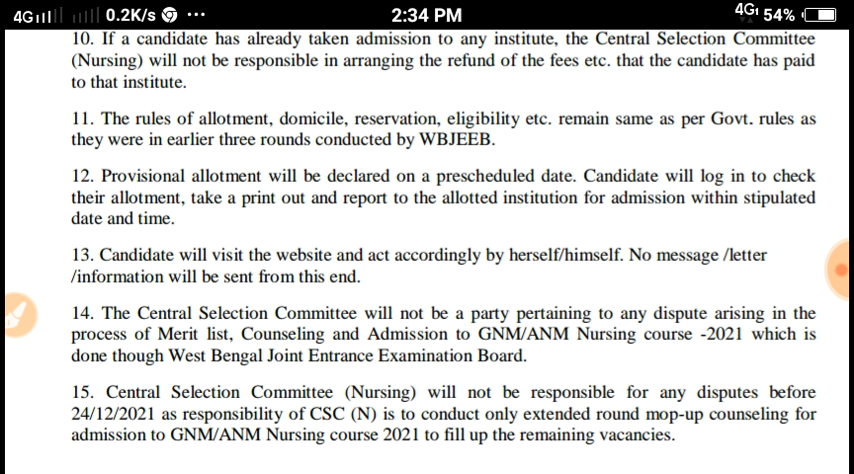 4G 0.2K/s ... 2:34 PM 4G 54%
10. If a candidate has already taken admission to any institute, the Central Selection Committee
(Nursing) will not be responsible in arranging the refund of the fees etc. that the candidate has paid
to that institute.
11. The rules of allotment, domicile, reservation, eligibility etc. remain same as per Govt. rules as
they were in earlier three rounds conducted by WBJEEB.
12. Provisional allotment will be declared on a prescheduled date. Candidate will log in to check
their allotment, take a print out and report to the allotted institution for admission within stipulated
date and time.
13. Candidate will visit the website and act accordingly by herself/himself. No message /letter
/information will be sent from this end.
14. The Central Selection Committee will not be a party pertaining to any dispute arising in the
process of Merit list, Counseling and Admission to GNM/ANM Nursing course -2021 which is
done though West Bengal Joint Entrance Examination Board.
15. Central Selection Committee (Nursing) will not be responsible for any disputes before
24/12/2021 as responsibility of CSC (N) is to conduct only extended round mop-up counseling for
admission to GNM/ANM Nursing course 2021 to fill up the remaining vacancies.